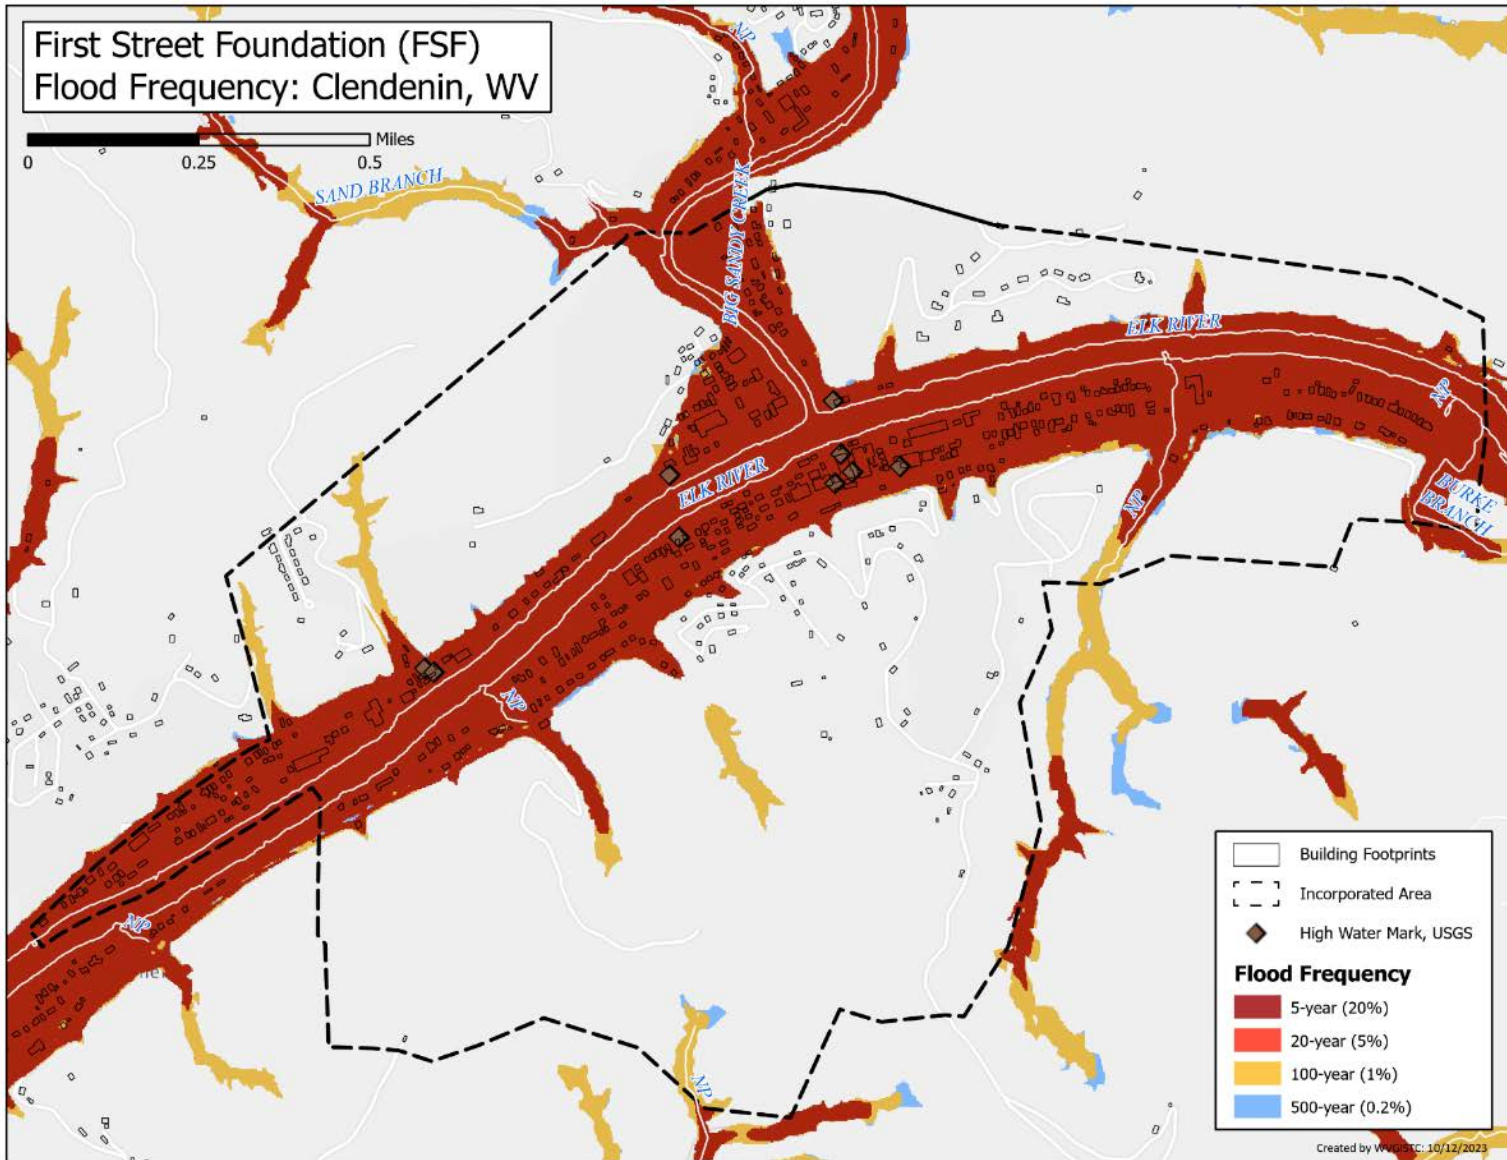 First Street Foundation (FSF)
Flood Frequency: Clendenin, WV
Miles
0 0.25 0.5
NP
SAND BRANCH
BIG SANDY CREEK
ELK RIVER
NP
ELK RIVER
NP
BURKE
BRANCH
NP
NP
NP
Building Footprints
Incorporated Area
High Water Mark, USGS
Flood Frequency
5-year (20%)
20-year (5%)
100-year (1%)
500-year (0.2%)
Created by WVGISTC: 10/12/2023